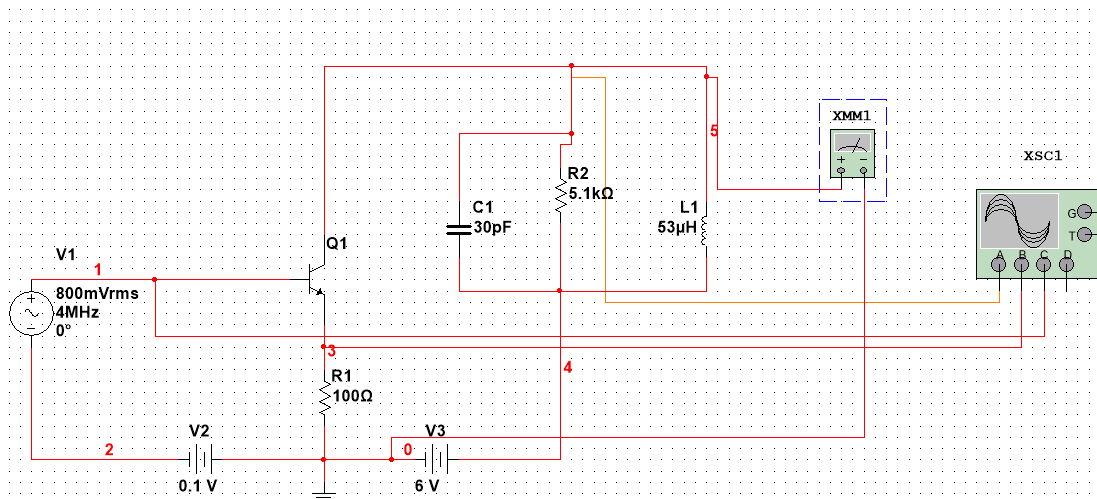 XMM1
XSC1
5
+ −
G
T
R2
5.1kΩ
C1
30pF
L1
53µH
Q1
V1
1
800mVrms
4MHz
0°
A B C D
3
4
R1
100Ω
2
V2
0.1 V
0
V3
6 V